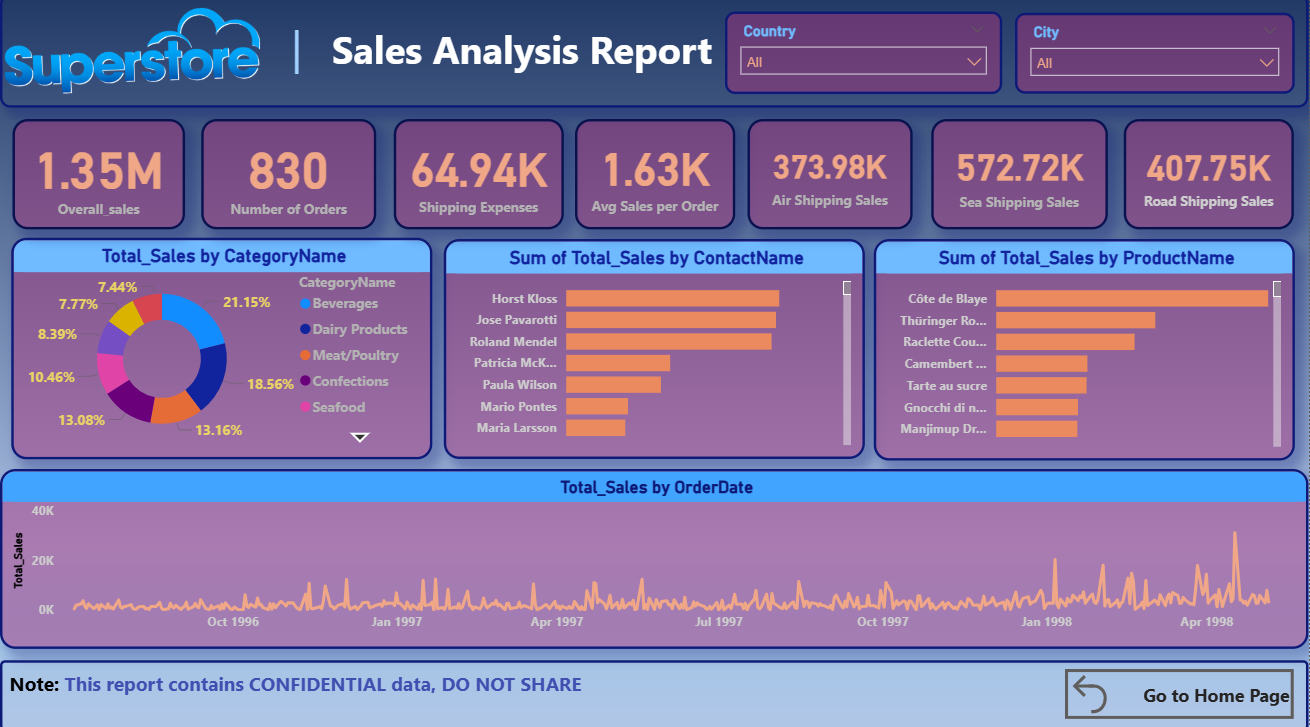 Superstore
Sales Analysis Report
Country
All
City
All
1.35M
Overall_sales
830
Number of Orders
64.94K
Shipping Expenses
1.63K
Avg Sales per Order
373.98K
Air Shipping Sales
572.72K
Sea Shipping Sales
407.75K
Road Shipping Sales
Total_Sales by CategoryName
7.44%
7.77%
8.39%
10.46%
13.08%
13.16%
18.56%
21.15%
CategoryName
Beverages
Dairy Products
Meat/Poultry
Confections
Seafood
Sum of Total_Sales by ContactName
Horst Kloss
Jose Pavarotti
Roland Mendel
Patricia McK...
Paula Wilson
Mario Pontes
Maria Larsson
Sum of Total_Sales by ProductName
Côte de Blaye
Thüringer Ro...
Raclette Cou...
Camembert ...
Tarte au sucre
Gnocchi di n...
Manjimup Dr...
Total_Sales by OrderDate
Total_Sales
40K
20K
0K
Oct 1996
Jan 1997
Apr 1997
Jul 1997
Oct 1997
Jan 1998
Apr 1998
Note: This report contains CONFIDENTIAL data, DO NOT SHARE
Go to Home Page